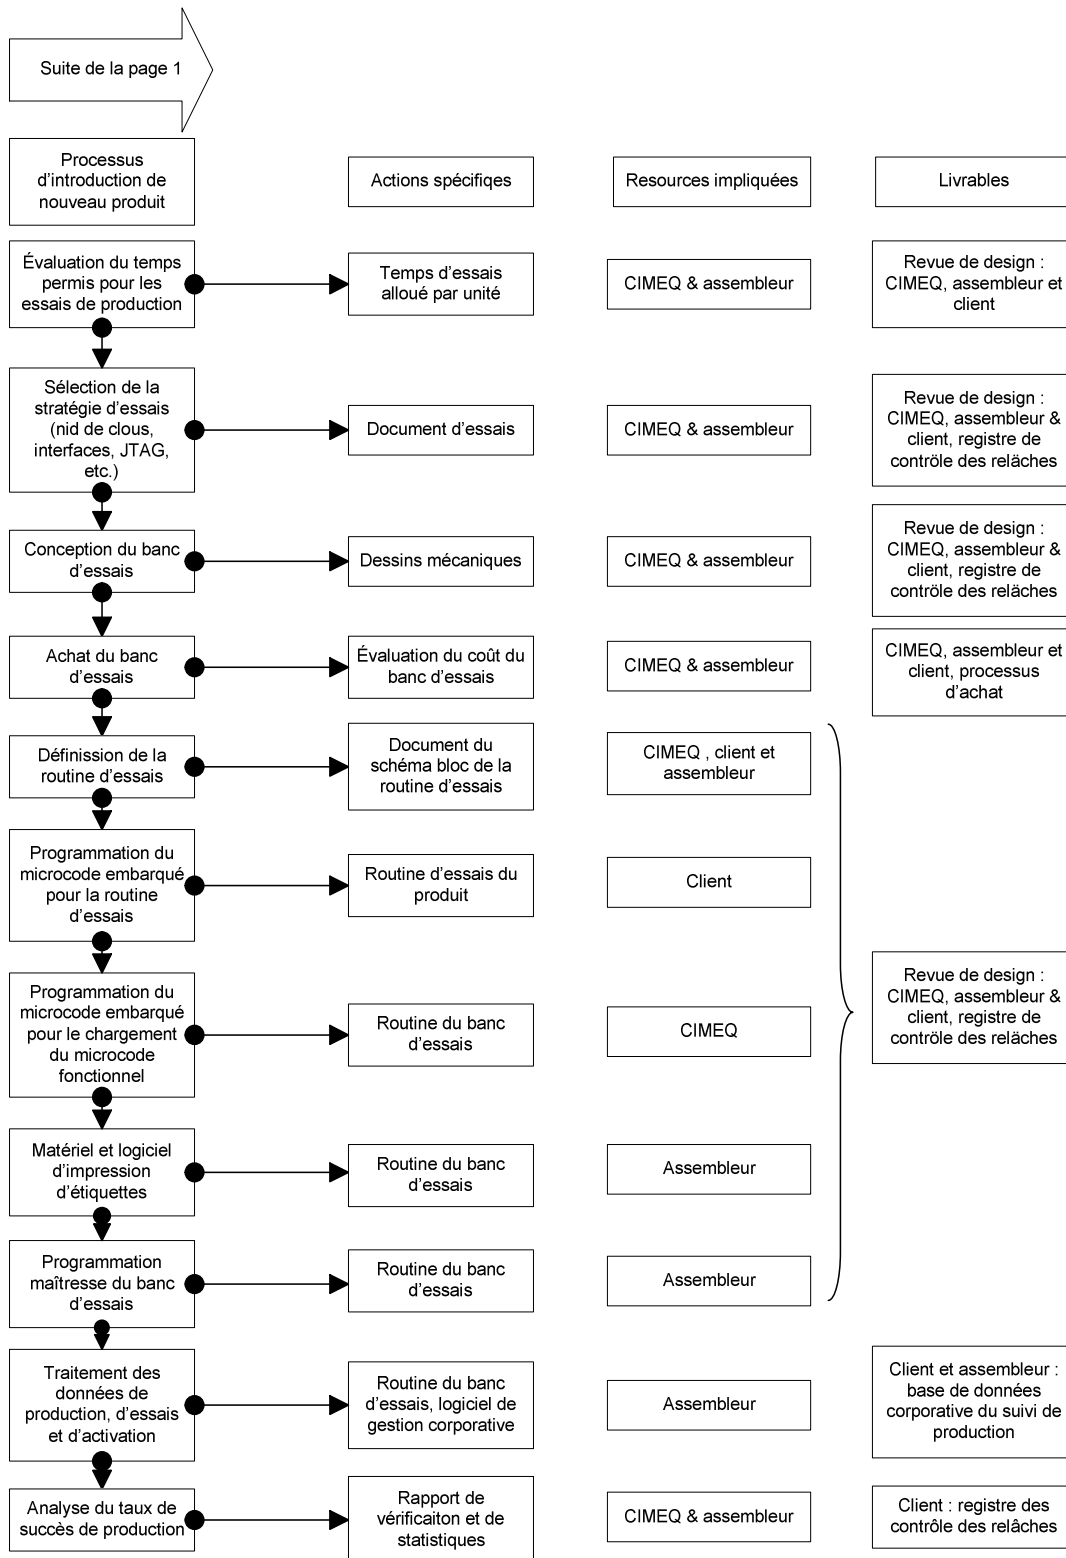 Suite de la page 1
Processus
d'introduction de
nouveau produit
Actions spécifiqes
Resources impliquées
Livrables
Évaluation du temps
permis pour les
essais de production
Temps d'essais
alloué par unité
CIMEQ & assembleur
Revue de design :
CIMEQ, assembleur et
client
Sélection de la
stratégie d'essais
(nid de clous,
interfaces, JTAG,
etc.)
Document d'essais
CIMEQ & assembleur
Revue de design :
CIMEQ, assembleur &
client, registre de
contröle des reläches
Conception du banc
d'essais
Dessins mécaniques
CIMEQ & assembleur
Revue de design :
CIMEQ, assembleur &
client, registre de
contröle des reläches
Achat du banc
d'essais
Évaluation du coût du
banc d'essais
CIMEQ & assembleur
CIMEQ, assembleur et
client, processus
d'achat
Définission de la
routine d'essais
Document du
schéma bloc de la
routine d'essais
CIMEQ , client et
assembleur
Programmation du
microcode embarqué
pour la routine
d'essais
Routine d'essais du
produit
Client
Programmation du
microcode embarqué
pour le chargement
du microcode
fonctionnel
Routine du banc
d'essais
CIMEQ
Revue de design :
CIMEQ, assembleur &
client, registre de
contröle des reläches
Matériel et logiciel
d'impression
d'étiquettes
Routine du banc
d'essais
Assembleur
Programmation
maîtresse du banc
d'essais
Routine du banc
d'essais
Assembleur
Traitement des
données de
production, d'essais
et d'activation
Routine du banc
d'essais, logiciel de
gestion corporative
Assembleur
Client et assembleur :
base de données
corporative du suivi de
production
Analyse du taux de
succès de production
Rapport de
vérificaiton et de
statistiques
CIMEQ & assembleur
Client : registre des
contrôle des relâches